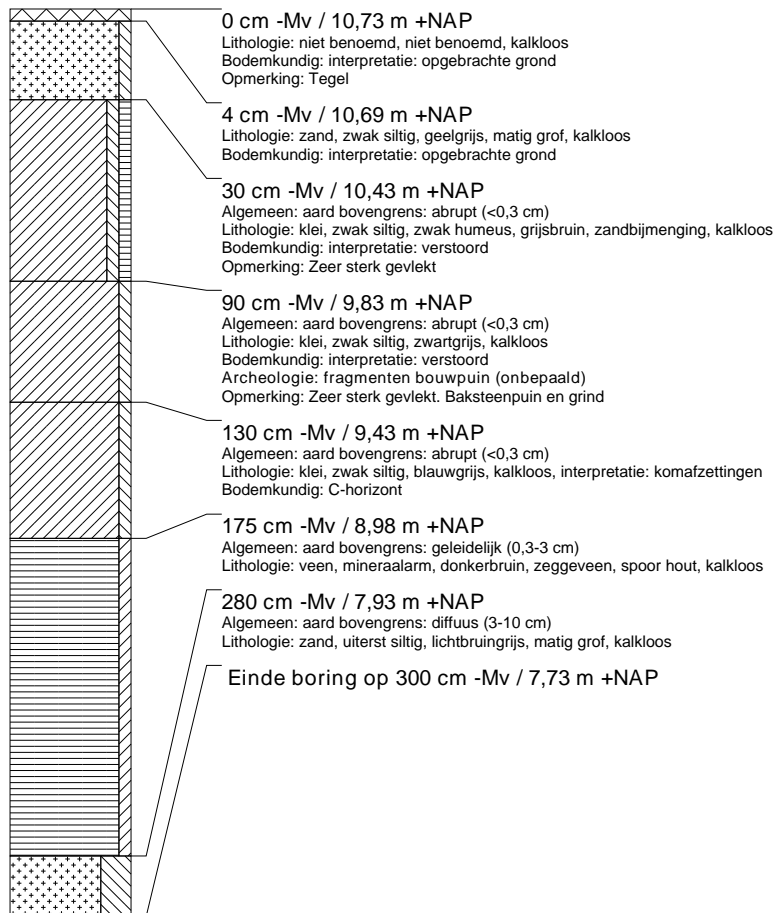 0 cm -Mv / 10,73 m +NAP
Lithologie: niet benoemd, niet benoemd, kalkloos
Bodemkundig: interpretatie: opgebrachte grond
Opmerking: Tegel
4 cm -Mv / 10,69 m +NAP
Lithologie: zand, zwak siltig, geelgrijs, matig grof, kalkloos
Bodemkundig: interpretatie: opgebrachte grond
30 cm -Mv / 10,43 m +NAP
Algemeen: aard bovengrens: abrupt (<0,3 cm)
Lithologie: klei, zwak siltig, zwak humeus, grijsbruin, zandbijmenging, kalkloos
Bodemkundig: interpretatie: verstoord
Opmerking: Zeer sterk gevlekt
90 cm -Mv / 9,83 m +NAP
Algemeen: aard bovengrens: abrupt (<0,3 cm)
Lithologie: klei, zwak siltig, zwartgrijs, kalkloos
Bodemkundig: interpretatie: verstoord
Archeologie: fragmenten bouwpuin (onbepaald)
Opmerking: Zeer sterk gevlekt. Baksteenpuin en grind
130 cm -Mv / 9,43 m +NAP
Algemeen: aard bovengrens: abrupt (<0,3 cm)
Lithologie: klei, zwak siltig, blauwgrijs, kalkloos, interpretatie: komafzettingen
Bodemkundig: C-horizont
175 cm -Mv / 8,98 m +NAP
Algemeen: aard bovengrens: geleidelijk (0,3-3 cm)
Lithologie: veen, mineraalarm, donkerbruin, zeggeveen, spoor hout, kalkloos
280 cm -Mv / 7,93 m +NAP
Algemeen: aard bovengrens: diffuus (3-10 cm)
Lithologie: zand, uiterst siltig, lichtbruingrijs, matig grof, kalkloos
Einde boring op 300 cm -Mv / 7,73 m +NAP